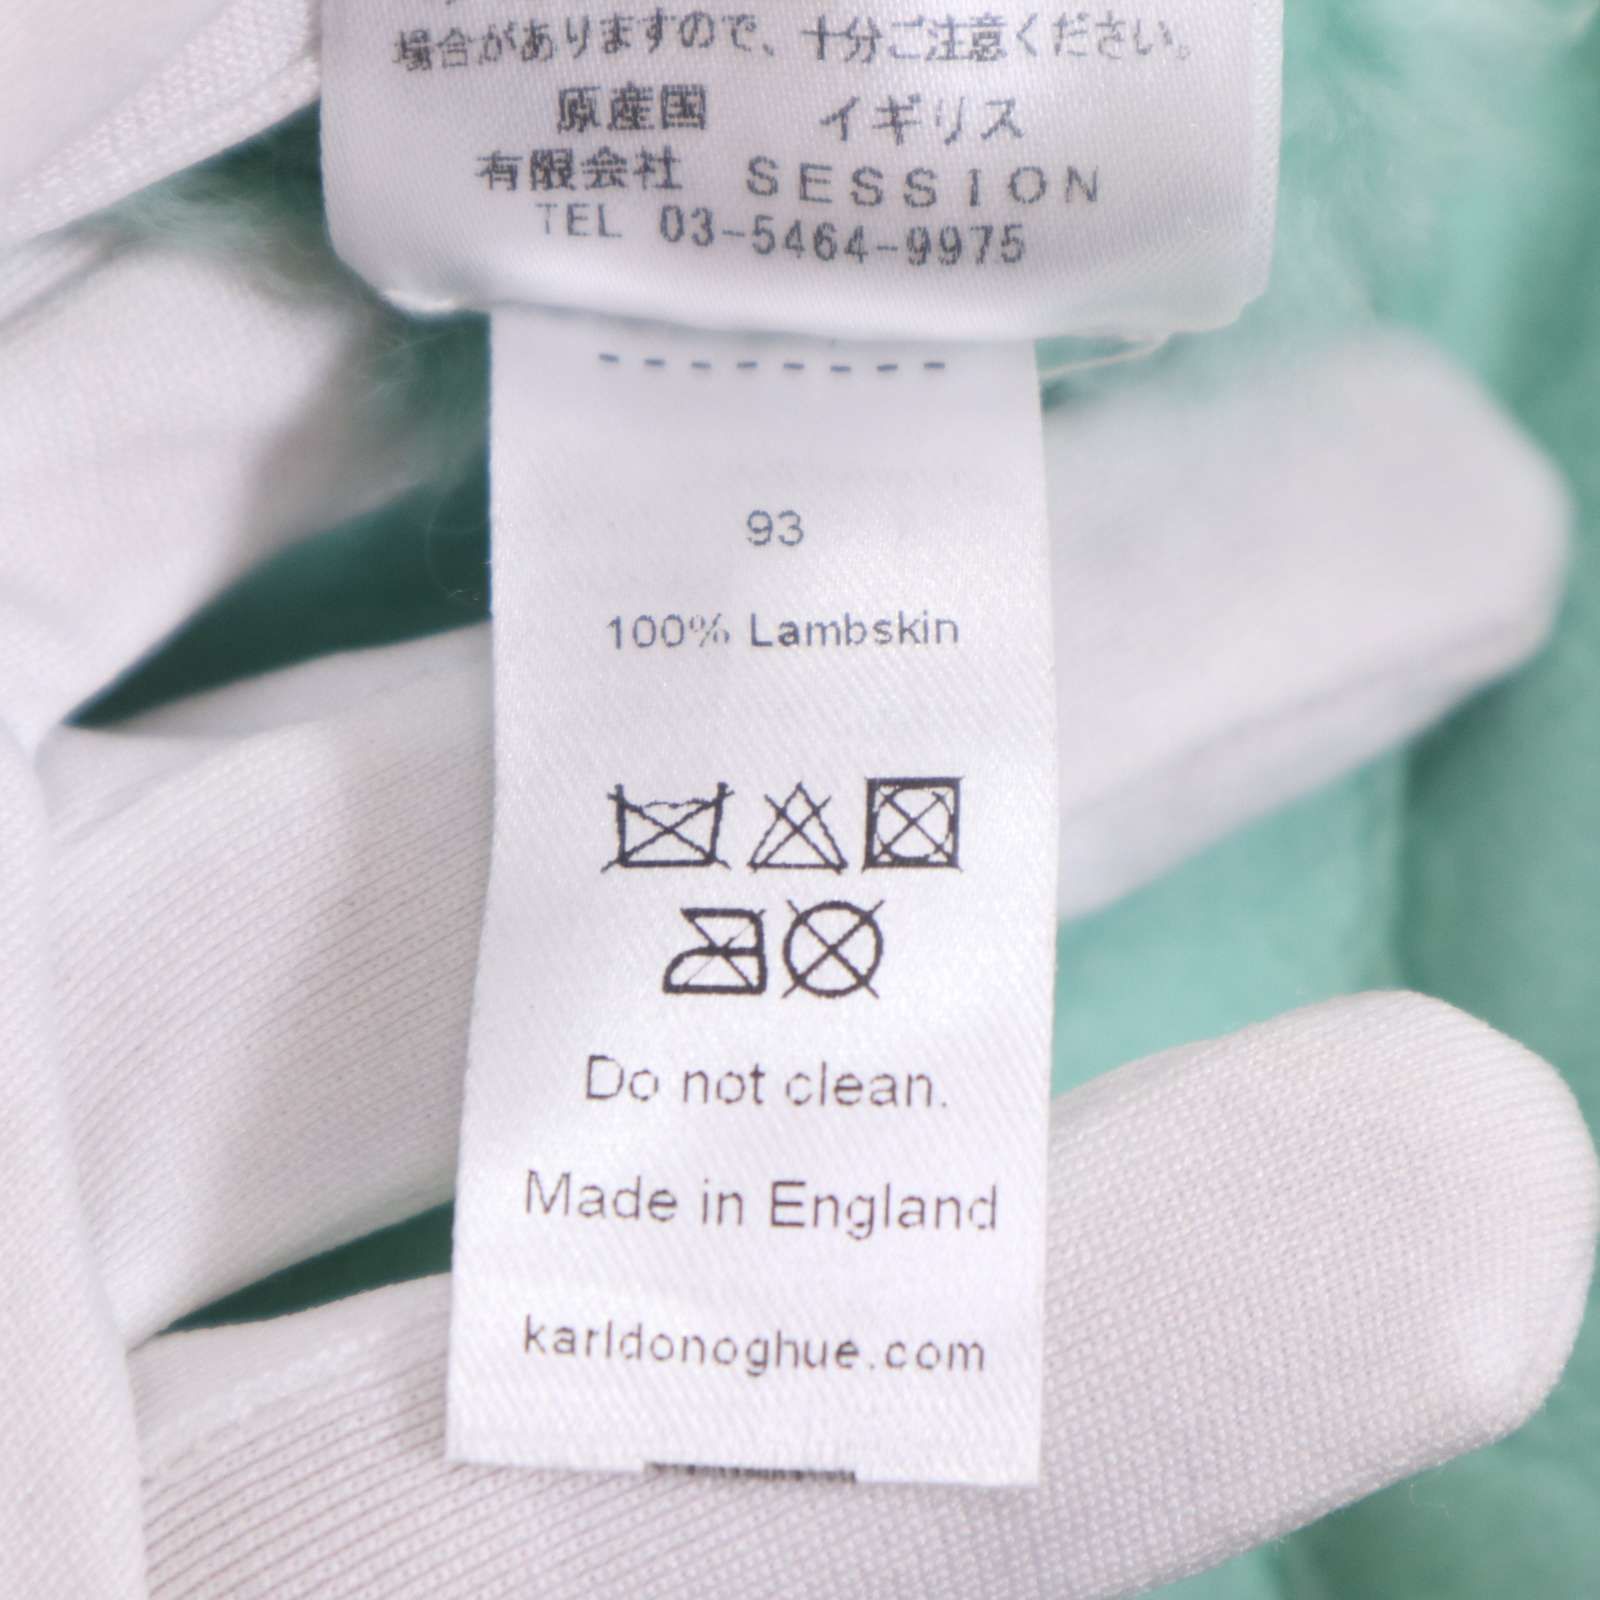 場合がありますので、十分ご注意ください。
原産国 イギリス
有限会社 SESSION
TEL 03-5464-9975
93
100% Lambskin
Do not clean.
Made in England
karldonoghue.com